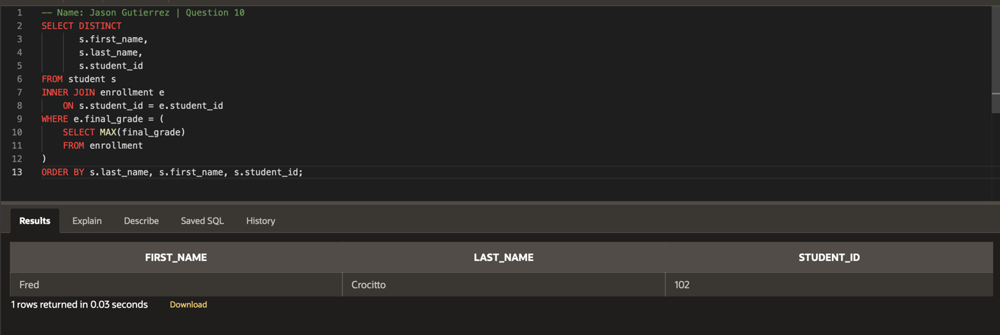 1 -- Name: Jason Gutierrez | Question 10
2 SELECT DISTINCT
3 s.first_name,
4 s.last_name,
5 s.student_id
6 FROM student s
7 INNER JOIN enrollment e
8 ON s.student_id = e.student_id
9 WHERE e.final_grade = (
10 SELECT MAX(final_grade)
11 FROM enrollment
12 )
13 ORDER BY s.last_name, s.first_name, s.student_id;
Results Explain Describe Saved SQL History
FIRST_NAME LAST_NAME STUDENT_ID
Fred Crocitto 102
1 rows returned in 0.03 seconds Download